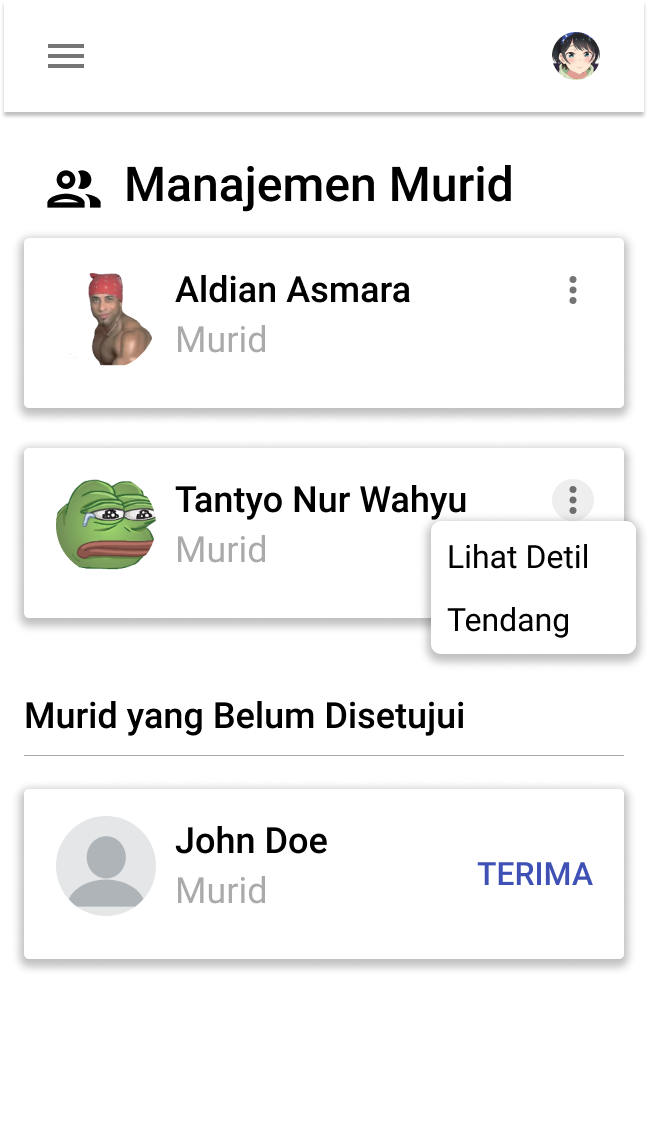 Manajemen Murid
Aldian Asmara
Murid
Tantyo Nur Wahyu
Murid
Lihat Detil
Tendang
Murid yang Belum Disetujui
John Doe
Murid
TERIMA